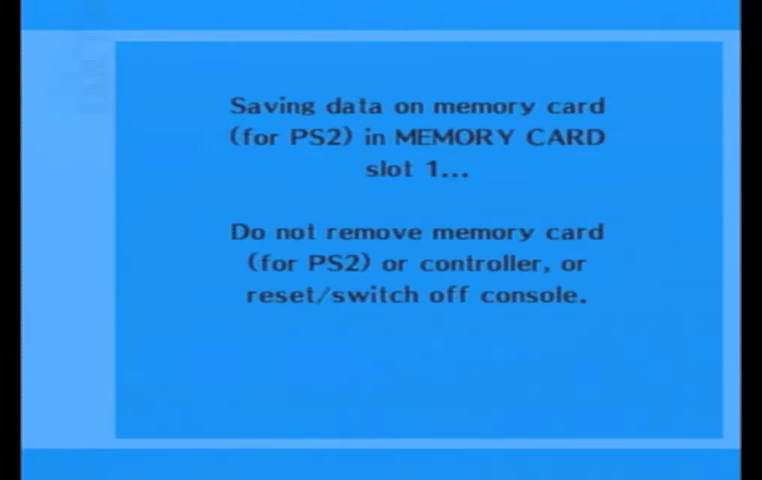 Saving data on memory card
(for PS2) in MEMORY CARD
slot 1...
Do not remove memory card
(for PS2) or controller, or
reset/switch off console.